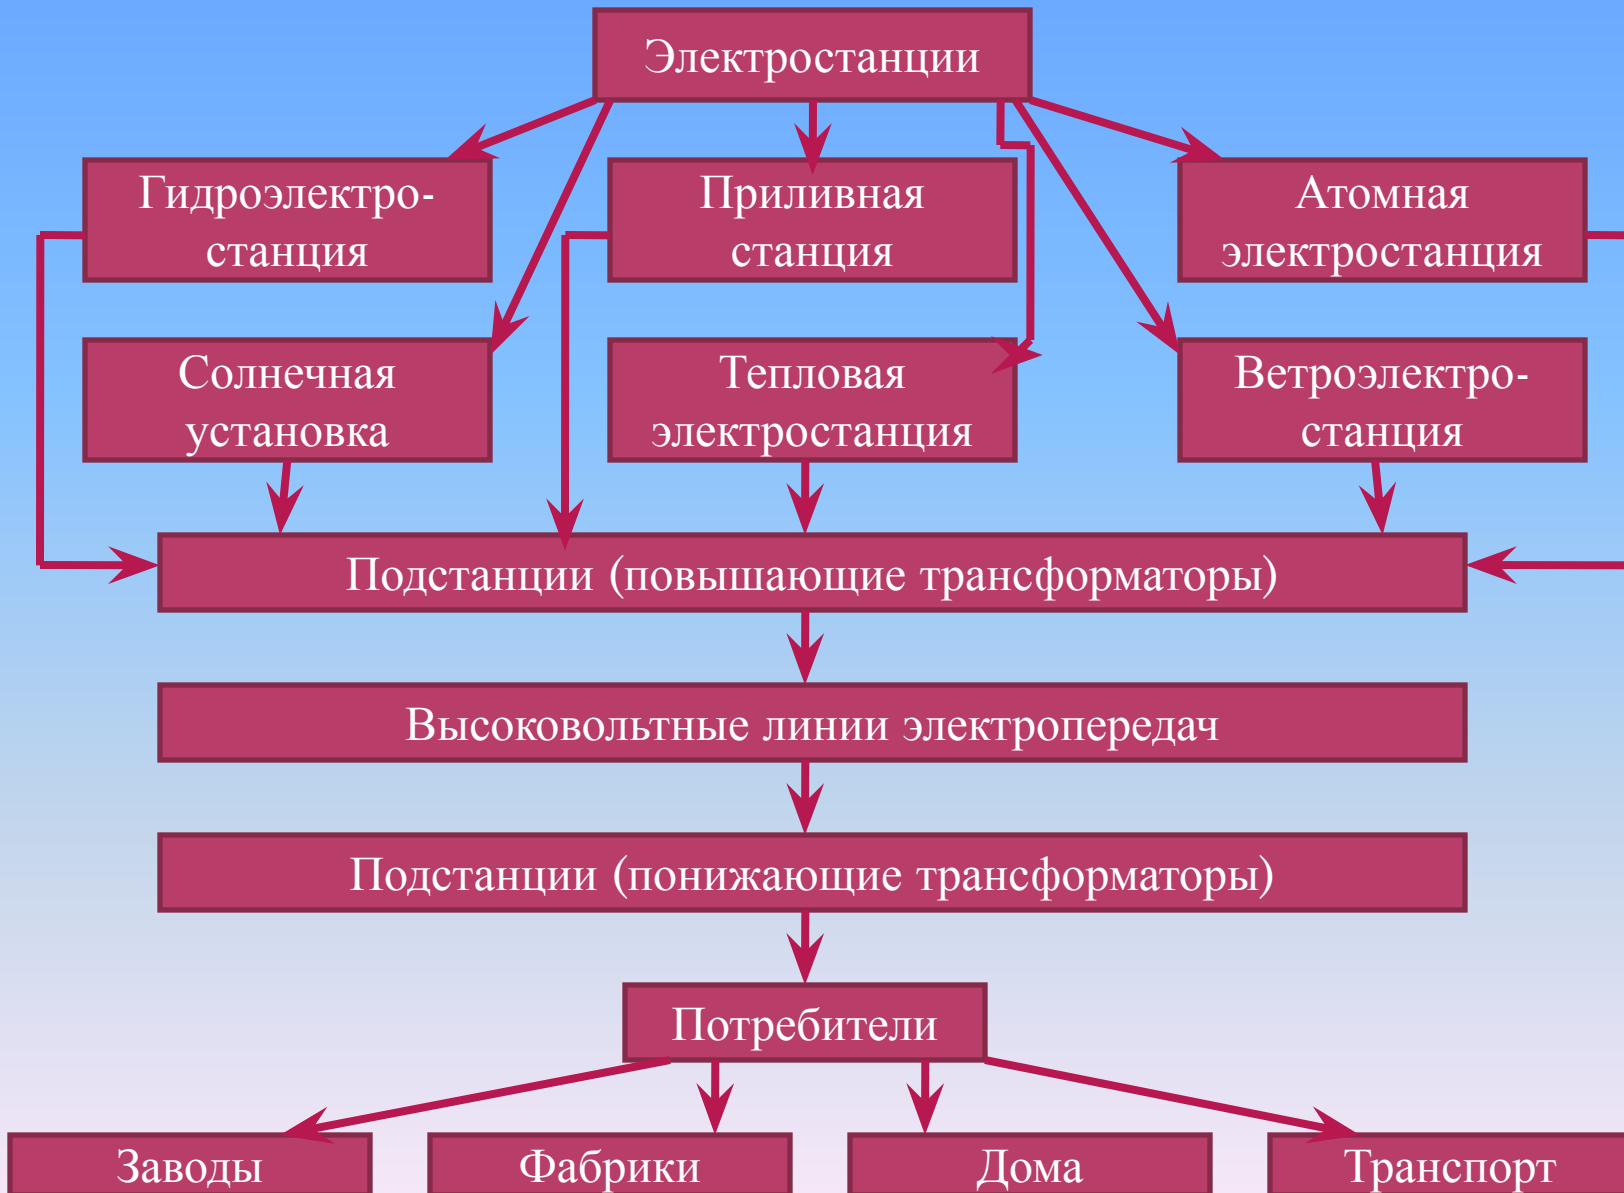 Электростанции
Гидроэлектро-
станция
Приливная
станция
Атомная
электростанция
Солнечная
установка
Тепловая
электростанция
Ветроэлектро-
станция
Подстанции (повышающие трансформаторы)
Высоковольтные линии электропередач
Подстанции (понижающие трансформаторы)
Потребители
Заводы
Фабрики
Дома
Транспорт